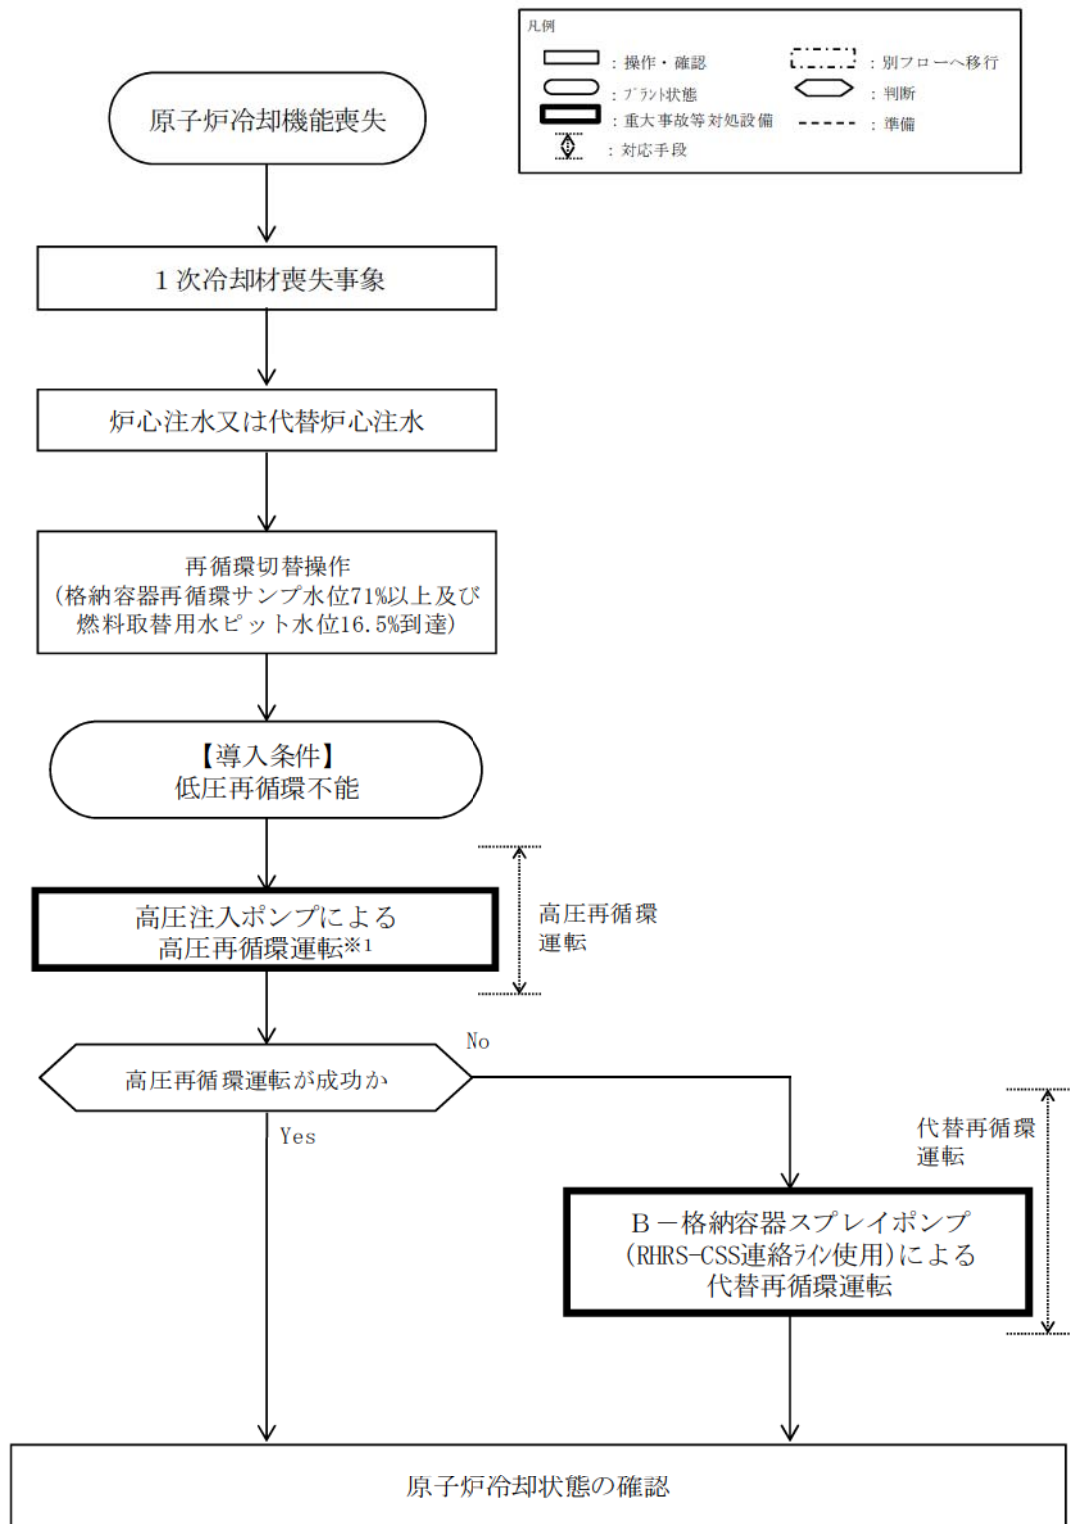 凡例
：操作・確認
：別フローへ移行
：プラント状態
：判断
：重大事故等対処設備
：準備
：対応手段
原子炉冷却機能喪失
１次冷却材喪失事象
炉心注水又は代替炉心注水
再循環切替操作
(格納容器再循環サンプ水位71%以上及び
燃料取替用水ピット水位16.5%到達)
【導入条件】
低圧再循環不能
高圧注入ポンプによる
高圧再循環運転※1
高圧再循環
運転
高圧再循環運転が成功か
No
Yes
代替再循環
運転
Ｂ－格納容器スプレイポンプ
(RHRS-CSS連絡ﾗｲﾝ使用)による
代替再循環運転
原子炉冷却状態の確認